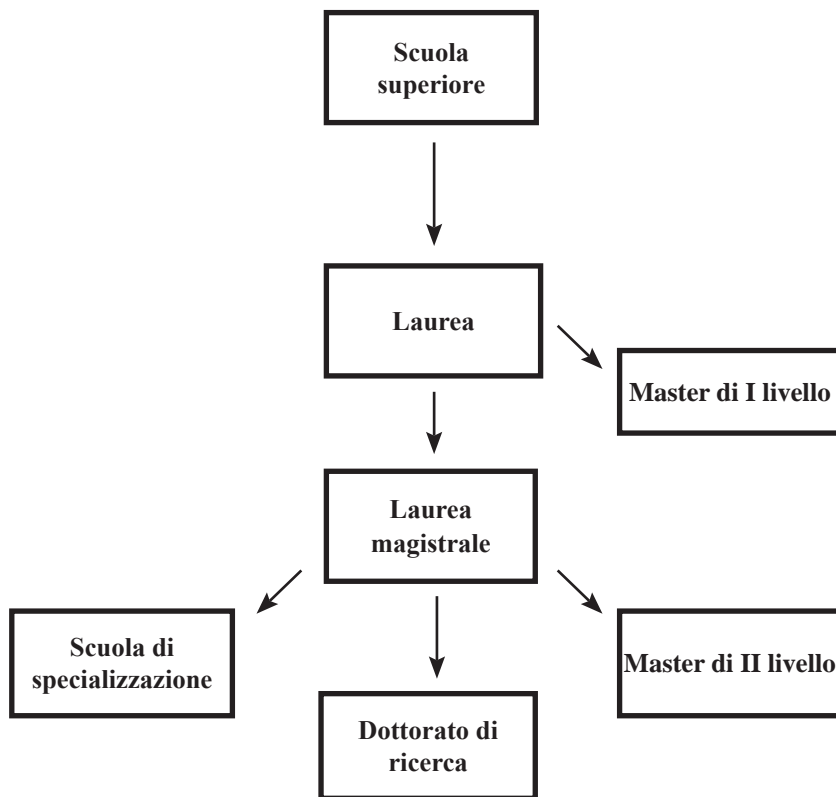 Scuola
superiore
Laurea
Master di I livello
Laurea
magistrale
Scuola di
specializzazione
Master di II livello
Dottorato di
ricerca